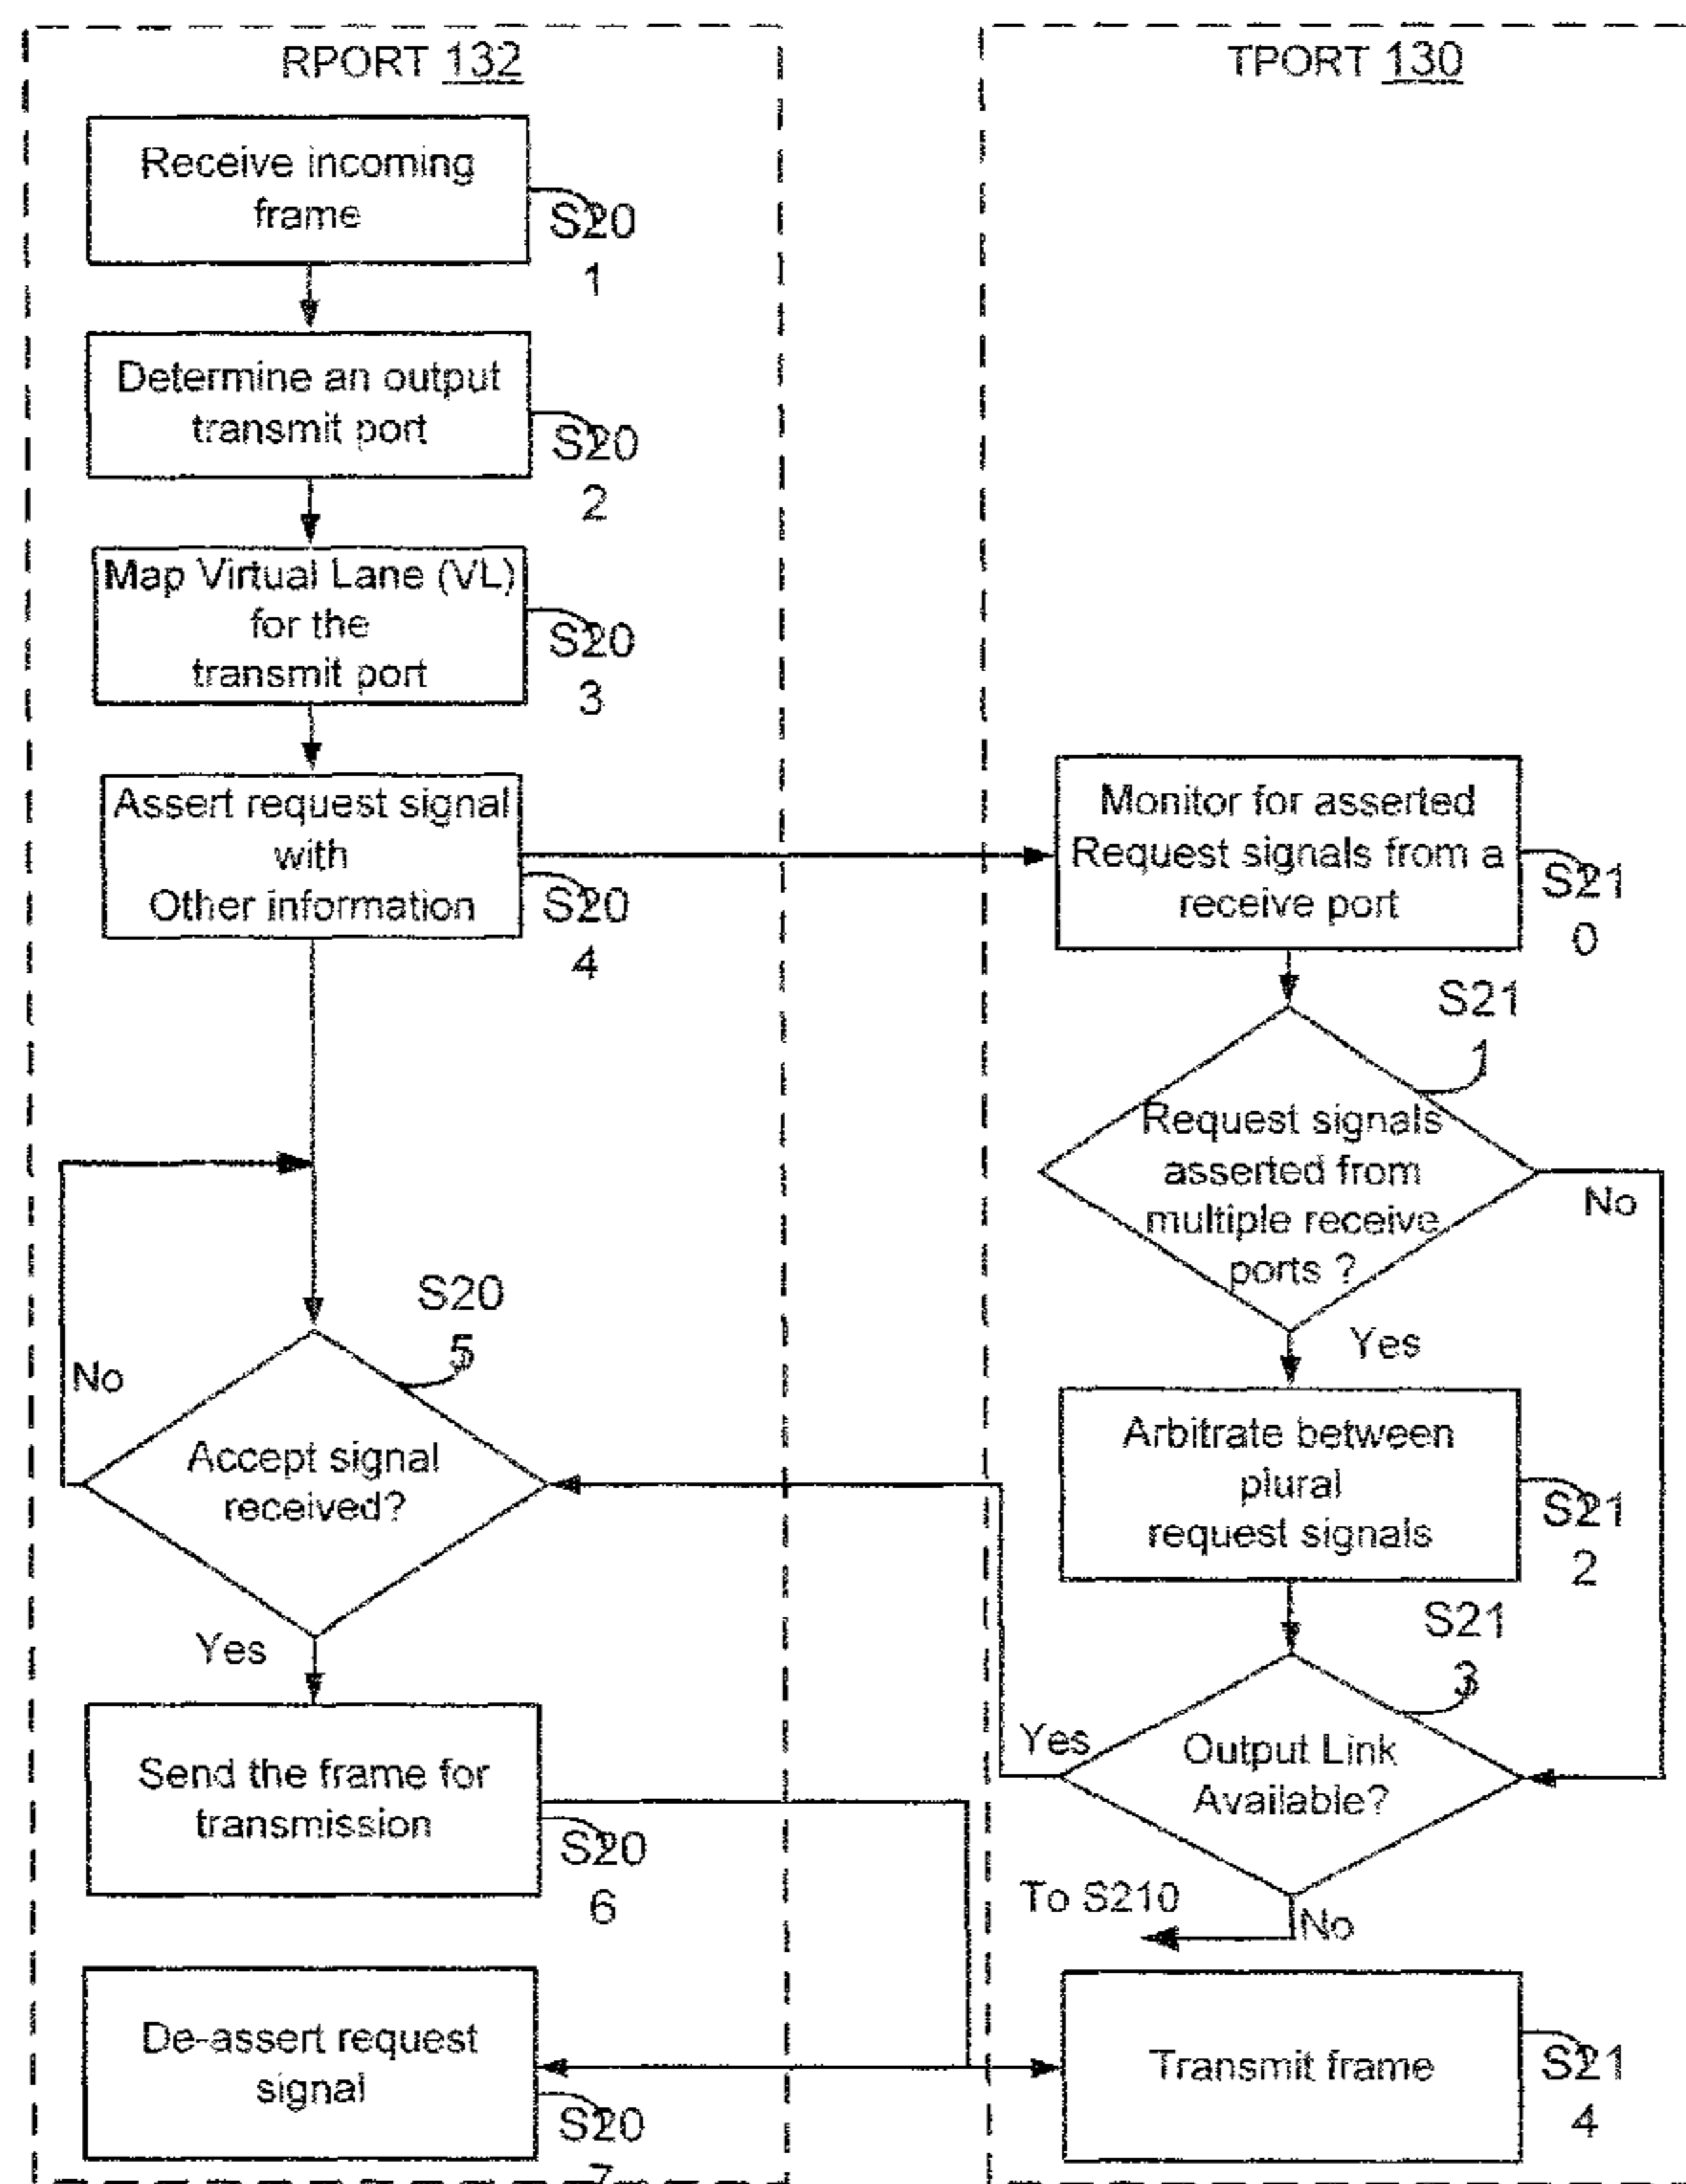 RPORT 132
Receive incoming
frame
S20
1
Determine an output
transmit port
S20
2
Map Virtual Lane (VL)
for the
transmit port
S20
3
Assert request signal
with
Other information
S20
4
S20
5
No
Accept signal
received?
Yes
Send the frame for
transmission
S20
6
De-assert request
signal
S20
7
TPORT 130
Monitor for asserted
Request signals from a
receive port
S21
0
S21
1
Request signals
asserted from
multiple receive
ports ?
No
Yes
Arbitrate between
plural
request signals
S21
2
S21
3
Yes
Output Link
Available?
To S210
No
Transmit frame
S21
4